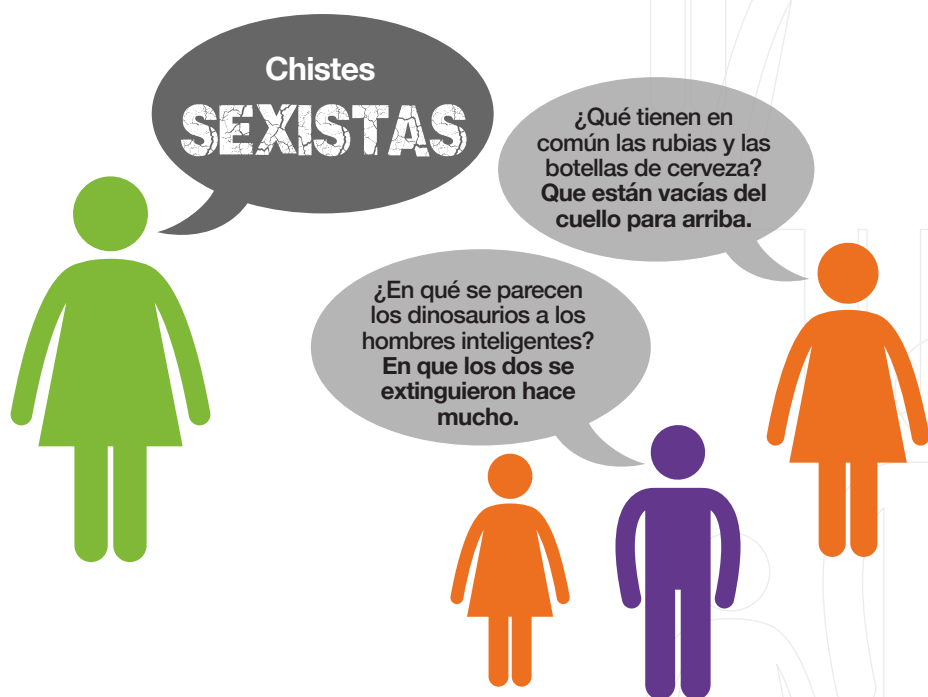 Chistes
SEXISTAS
¿Qué tienen en
común las rubias y las
botellas de cerveza?
Que están vacías del
cuello para arriba.
¿En qué se parecen
los dinosaurios a los
hombres inteligentes?
En que los dos se
extinguieron hace
mucho.